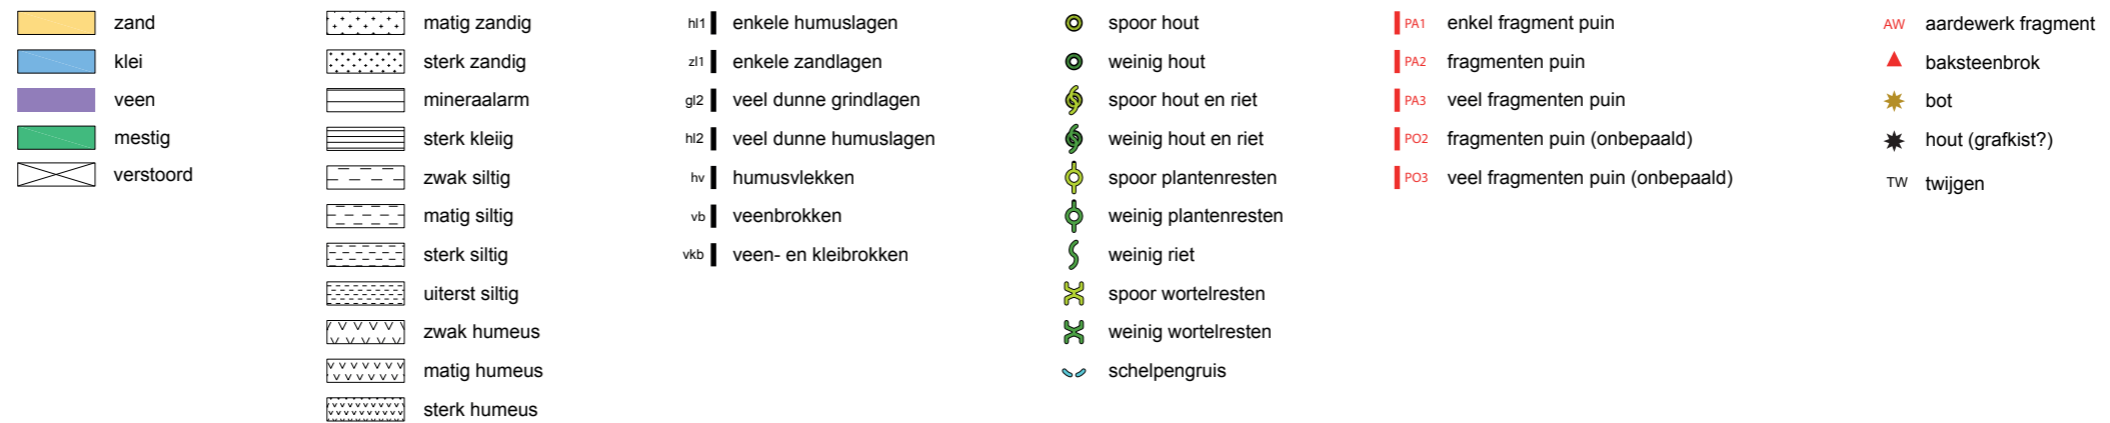 zand
klei
veen
mestig
verstoord
matig zandig
sterk zandig
mineraalarm
sterk kleiig
zwak siltig
matig siltig
sterk siltig
uiterst siltig
zwak humeus
matig humeus
sterk humeus
hl1 enkele humuslagen
zl1 enkele zandlagen
gl2 veel dunne grindlagen
hl2 veel dunne humuslagen
hv humusvlekken
vb veenbrokken
vkb veen- en kleibrokken
spoor hout
weinig hout
spoor hout en riet
weinig hout en riet
spoor plantenresten
weinig plantenresten
weinig riet
spoor wortelresten
weinig wortelresten
schelpengruis
PA1 enkel fragment puin
PA2 fragmenten puin
PA3 veel fragmenten puin
PO2 fragmenten puin (onbepaald)
PO3 veel fragmenten puin (onbepaald)
AW aardewerk fragment
baksteenbrok
bot
hout (grafkist?)
TW twijgen